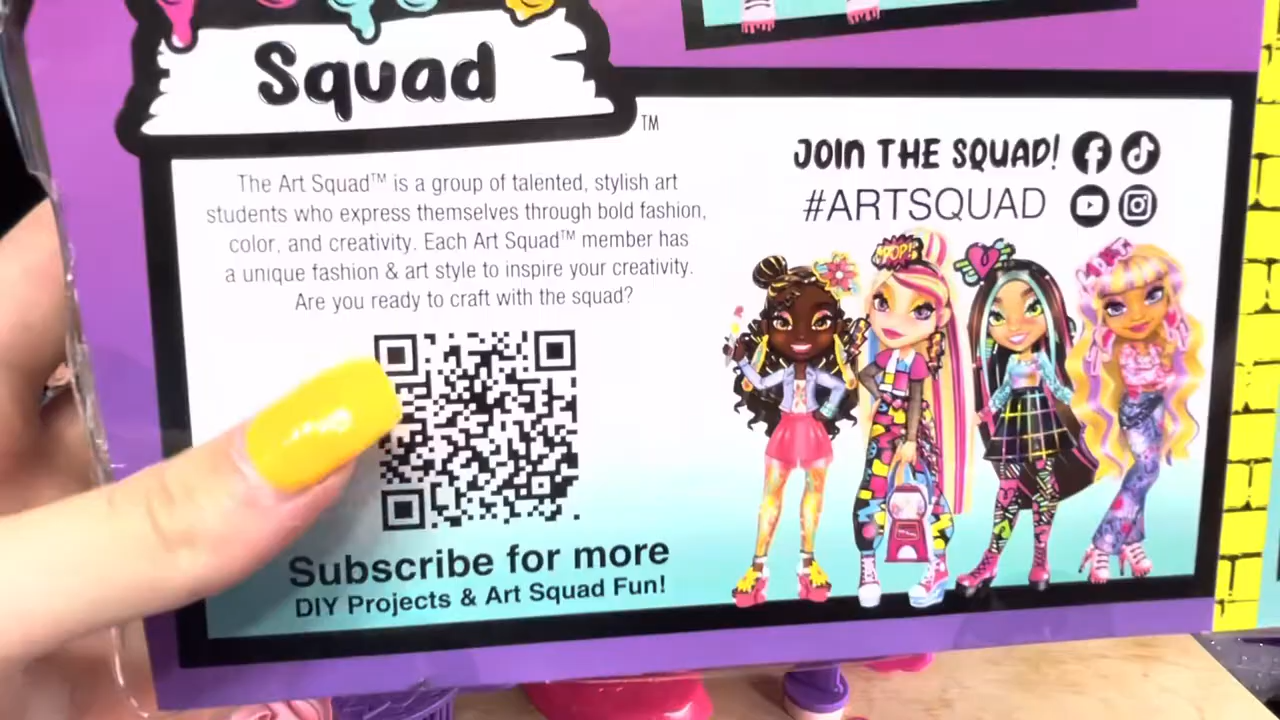 Squad
TM
The Art Squad™ is a group of talented, stylish art
students who express themselves through bold fashion,
color, and creativity. Each Art Squad™ member has
a unique fashion & art style to inspire your creativity.
Are you ready to craft with the squad?
Subscribe for more
DIY Projects & Art Squad Fun!
JOIN THE SQUAD!
#ARTSQUAD
POP!